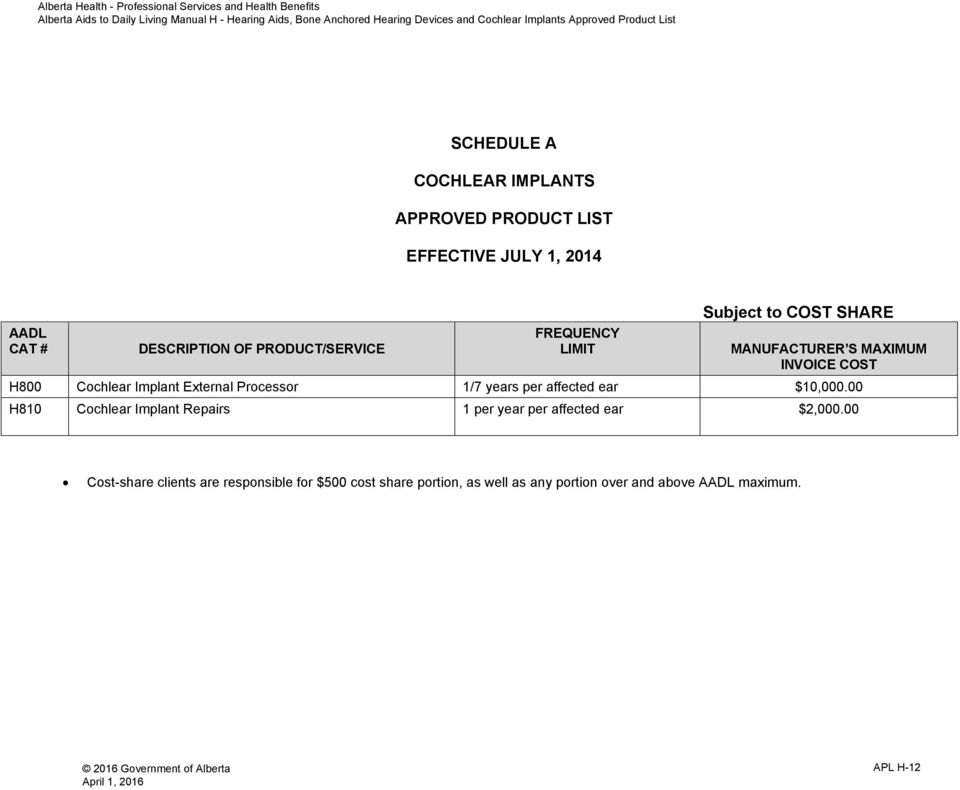 Alberta Health - Professional Services and Health Benefits
Alberta Aids to Daily Living Manual H - Hearing Aids, Bone Anchored Hearing Devices and Cochlear Implants Approved Product List
SCHEDULE A
COCHLEAR IMPLANTS
APPROVED PRODUCT LIST
EFFECTIVE JULY 1, 2014
Subject to COST SHARE
AADL
CAT #
DESCRIPTION OF PRODUCT/SERVICE
FREQUENCY
LIMIT
MANUFACTURER'S MAXIMUM
INVOICE COST
H800 Cochlear Implant External Processor 1/7 years per affected ear $10,000.00
H810 Cochlear Implant Repairs 1 per year per affected ear $2,000.00
• Cost-share clients are responsible for $500 cost share portion, as well as any portion over and above AADL maximum.
© 2016 Government of Alberta
April 1, 2016
APL H-12